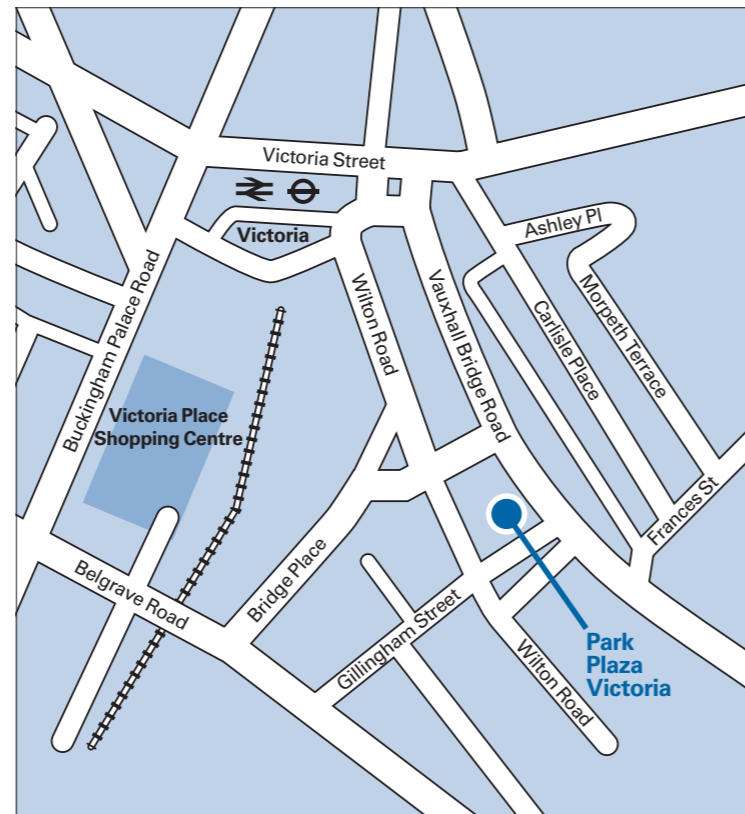 Victoria Street
Victoria
Ashley Pl
Buckingham Palace Road
Wilton Road
Vauxhall Bridge Road
Carlisle Place
Morpeth Terrace
Victoria Place
Shopping Centre
Frances St
Belgrave Road
Bridge Place
Gillingham Street
Wilton Road
Park
Plaza
Victoria